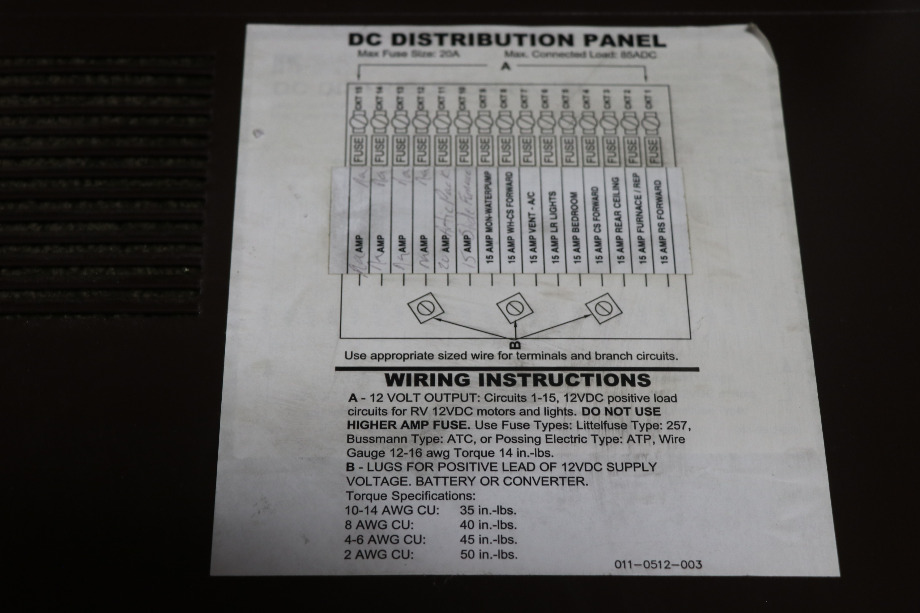 DC DISTRIBUTION PANEL
Max Fuse Size: 20A Max. Connected Load: 85ADC
A
CKT 15 CKT 14 CKT 13 CKT 12 CKT 11 CKT 10 CKT 9 CKT 8 CKT 7 CKT 6 CKT 5 CKT 4 CKT 3 CKT 2 CKT 1
FUSE FUSE FUSE FUSE FUSE FUSE FUSE FUSE FUSE FUSE FUSE FUSE FUSE FUSE FUSE
AMP
AMP
AMP
AMP
20 AMP
15 AMP
15 AMP MON-WATERPUMP
15 AMP WH-CS FORWARD
15 AMP VENT - A/C
15 AMP LR LIGHTS
15 AMP BEDROOM
15 AMP CS FORWARD
15 AMP REAR CEILING
15 AMP FURNACE / REF
15 AMP RS FORWARD
B
Use appropriate sized wire for terminals and branch circuits.
WIRING INSTRUCTIONS
A - 12 VOLT OUTPUT: Circuits 1-15, 12VDC positive load
circuits for RV 12VDC motors and lights. DO NOT USE
HIGHER AMP FUSE. Use Fuse Types: Littelfuse Type: 257,
Bussmann Type: ATC, or Possing Electric Type: ATP, Wire
Gauge 12-16 awg Torque 14 in.-lbs.
B - LUGS FOR POSITIVE LEAD OF 12VDC SUPPLY
VOLTAGE. BATTERY OR CONVERTER.
Torque Specifications:
10-14 AWG CU: 35 in.-lbs.
8 AWG CU: 40 in.-lbs.
4-6 AWG CU: 45 in.-lbs.
2 AWG CU: 50 in.-lbs.
011-0512-003